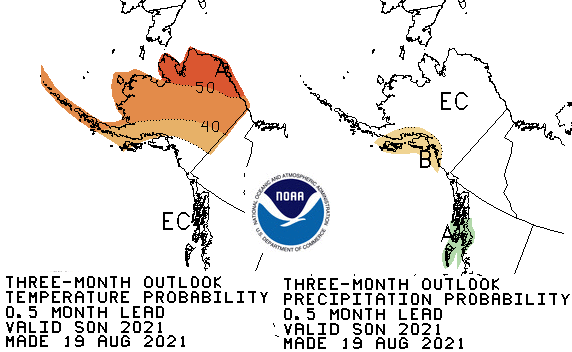 A
50
40
EC
EC
B
A
NATIONAL OCEANIC AND ATMOSPHERIC ADMINISTRATION
NOAA
U.S. DEPARTMENT OF COMMERCE
THREE-MONTH OUTLOOK
TEMPERATURE PROBABILITY
0.5 MONTH LEAD
VALID SON 2021
MADE 19 AUG 2021
THREE-MONTH OUTLOOK
PRECIPITATION PROBABILITY
0.5 MONTH LEAD
VALID SON 2021
MADE 19 AUG 2021